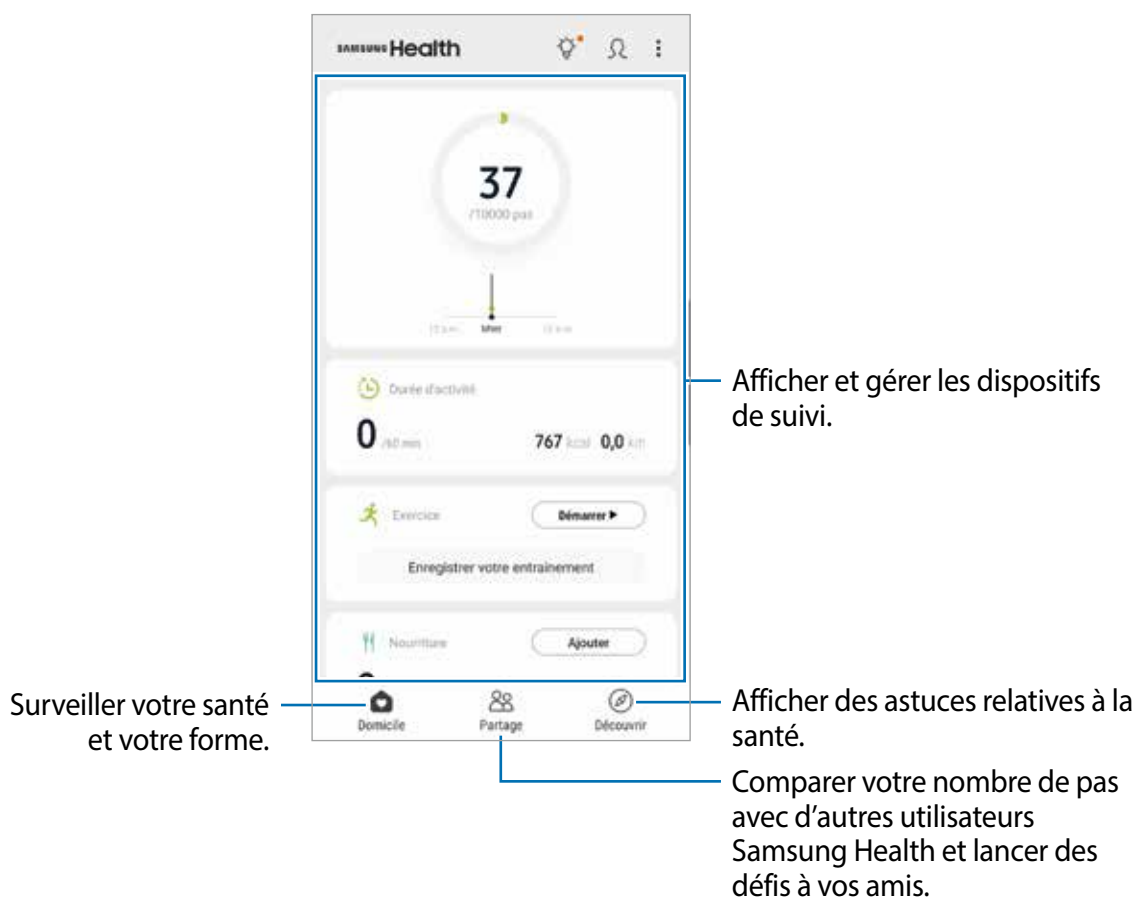 SAMSUNG Health
37
/10000 pas
Durée d'activité
0 /60 min 767 kcal 0,0 km
Exercice Démarrer
Enregistrer votre entrainement
Nourriture Ajouter
Domicile Partage Découvrir
Afficher et gérer les dispositifs
de suivi.
Surveiller votre santé
et votre forme.
Afficher des astuces relatives à la
santé.
Comparer votre nombre de pas
avec d'autres utilisateurs
Samsung Health et lancer des
défis à vos amis.